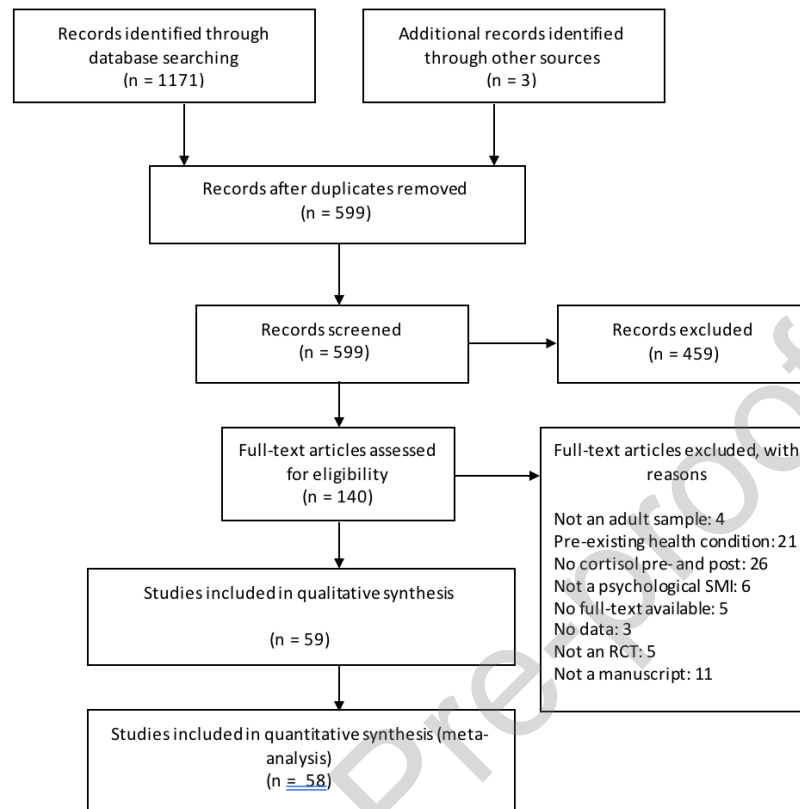 Records identified through
database searching
(n = 1171)
Additional records identified
through other sources
(n = 3)
Records after duplicates removed
(n = 599)
Records screened
(n = 599)
Records excluded
(n = 459)
Full-text articles assessed
for eligibility
(n = 140)
Full-text articles excluded, with
reasons
Not an adult sample: 4
Pre-existing health condition: 21
No cortisol pre- and post: 26
Not a psychological SMI: 6
No full-text available: 5
No data: 3
Not an RCT: 5
Not a manuscript: 11
Studies included in qualitative synthesis
(n = 59)
Studies included in quantitative synthesis (meta-
analysis)
(n = 58)
Pre-proof